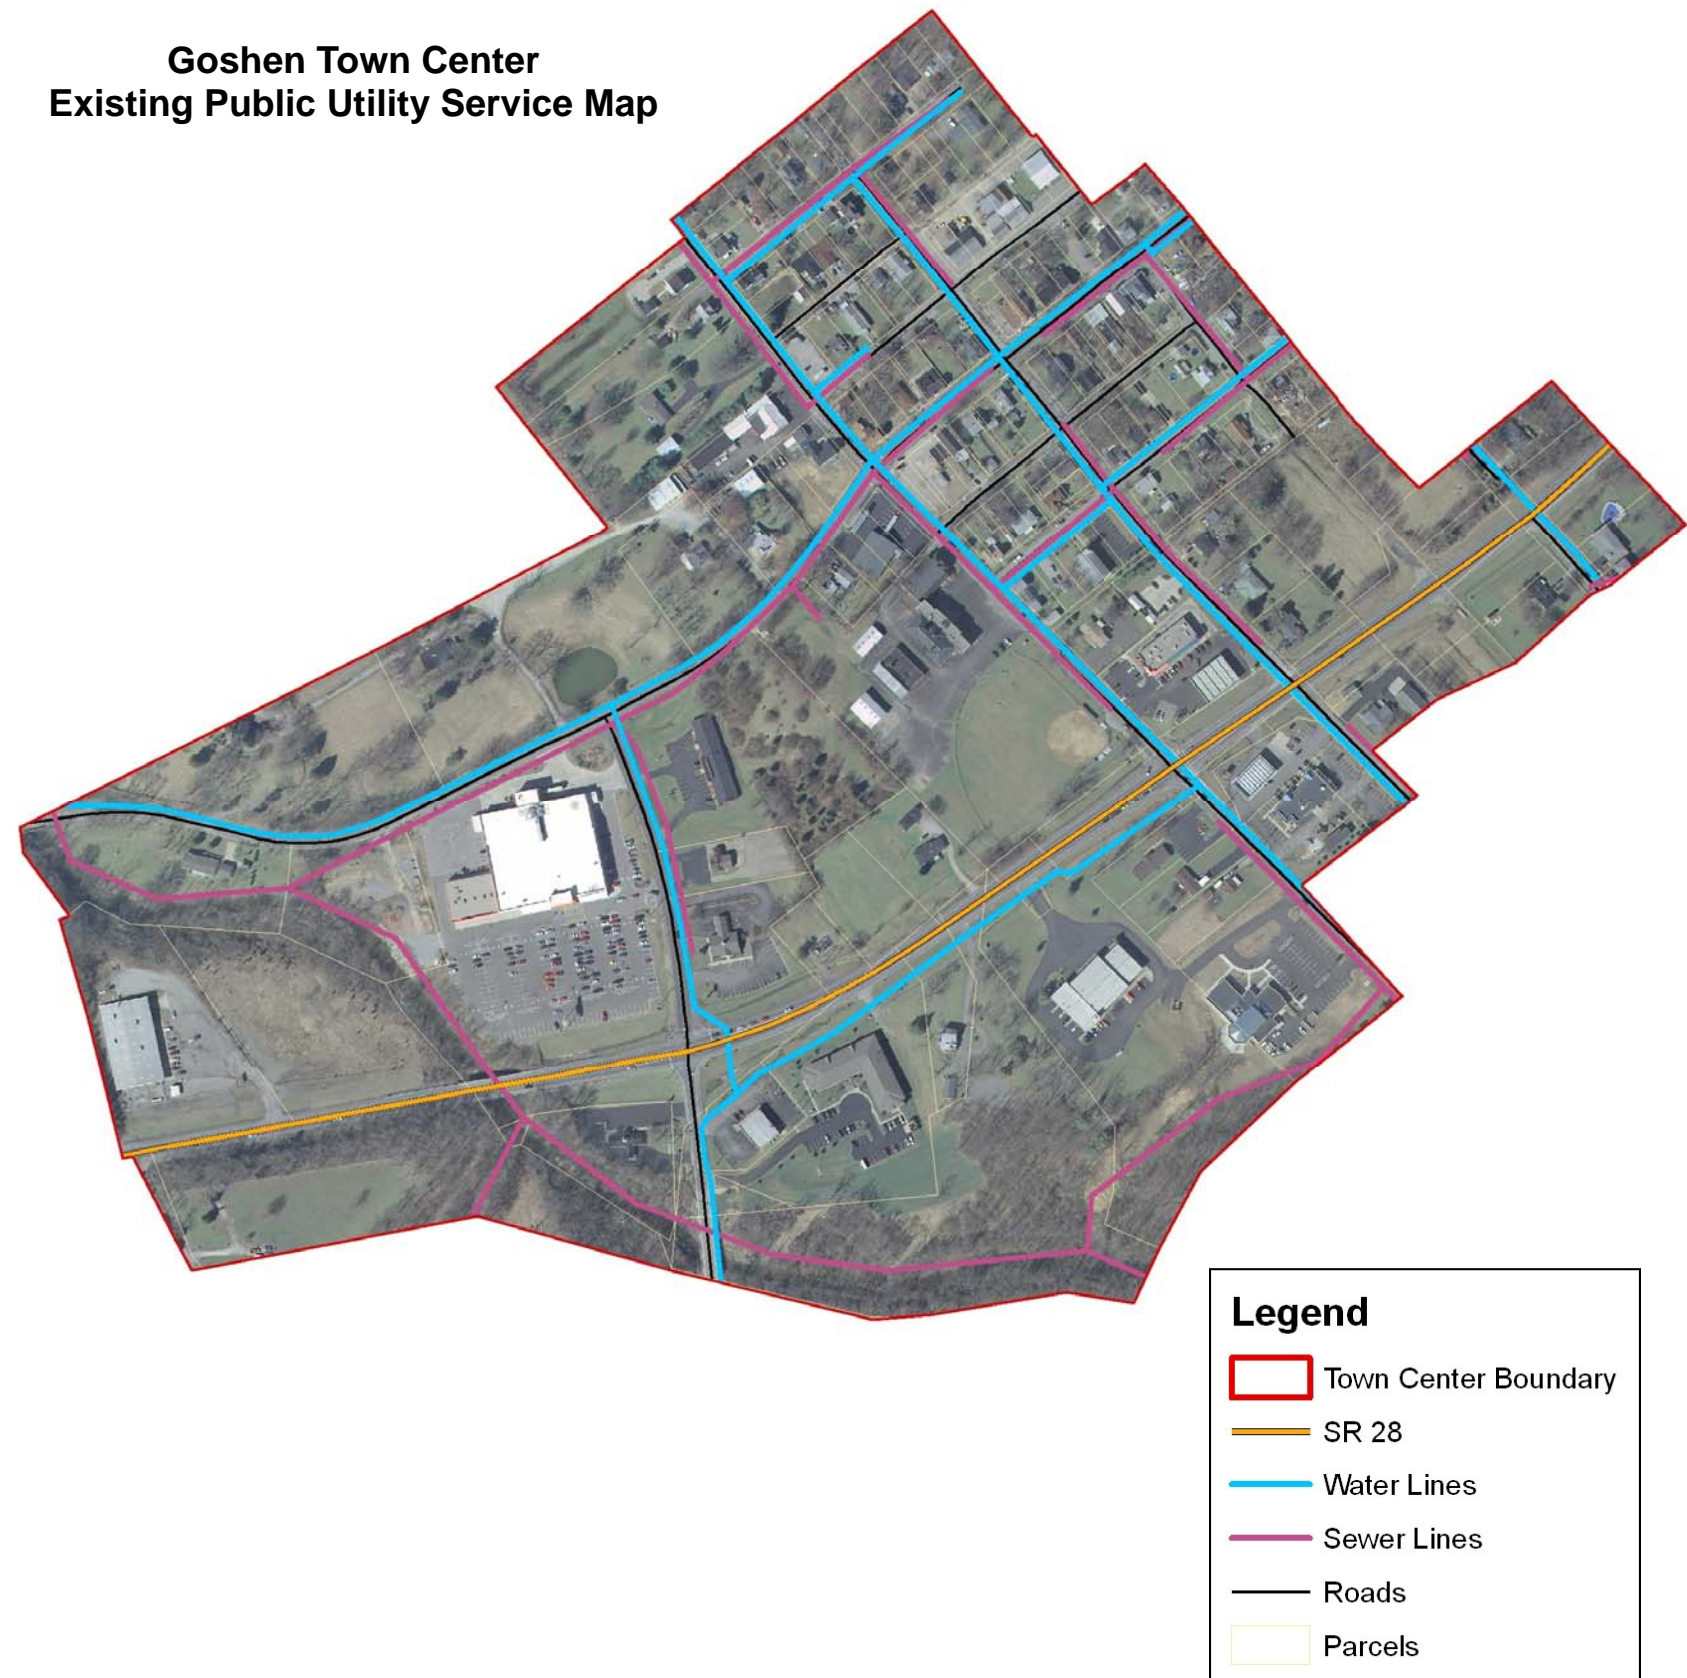 Goshen Town Center
Existing Public Utility Service Map
Legend
Town Center Boundary
SR 28
Water Lines
Sewer Lines
Roads
Parcels